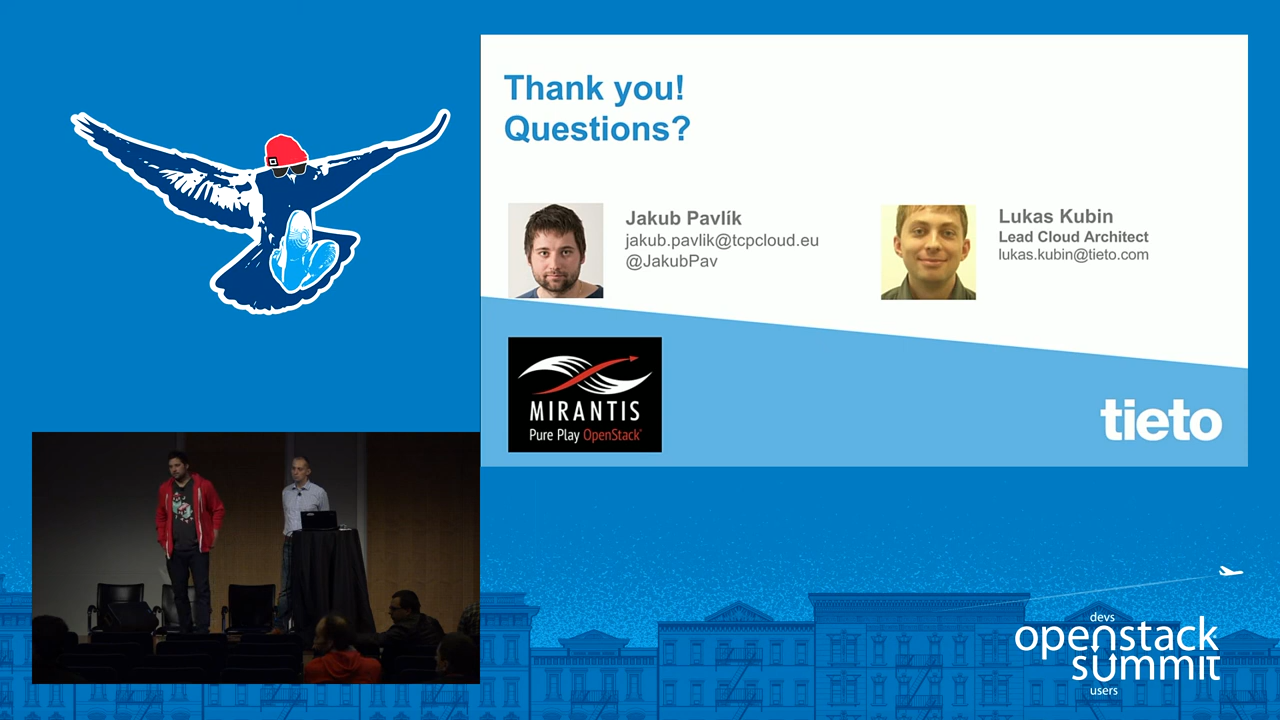 Thank you!
Questions?
Jakub Pavlík
jakub.pavlik@tcpcloud.eu
@JakubPav
Lukas Kubin
Lead Cloud Architect
lukas.kubin@tieto.com
MIRANTIS
Pure Play OpenStack
tieto
devs
openstack
summit
users